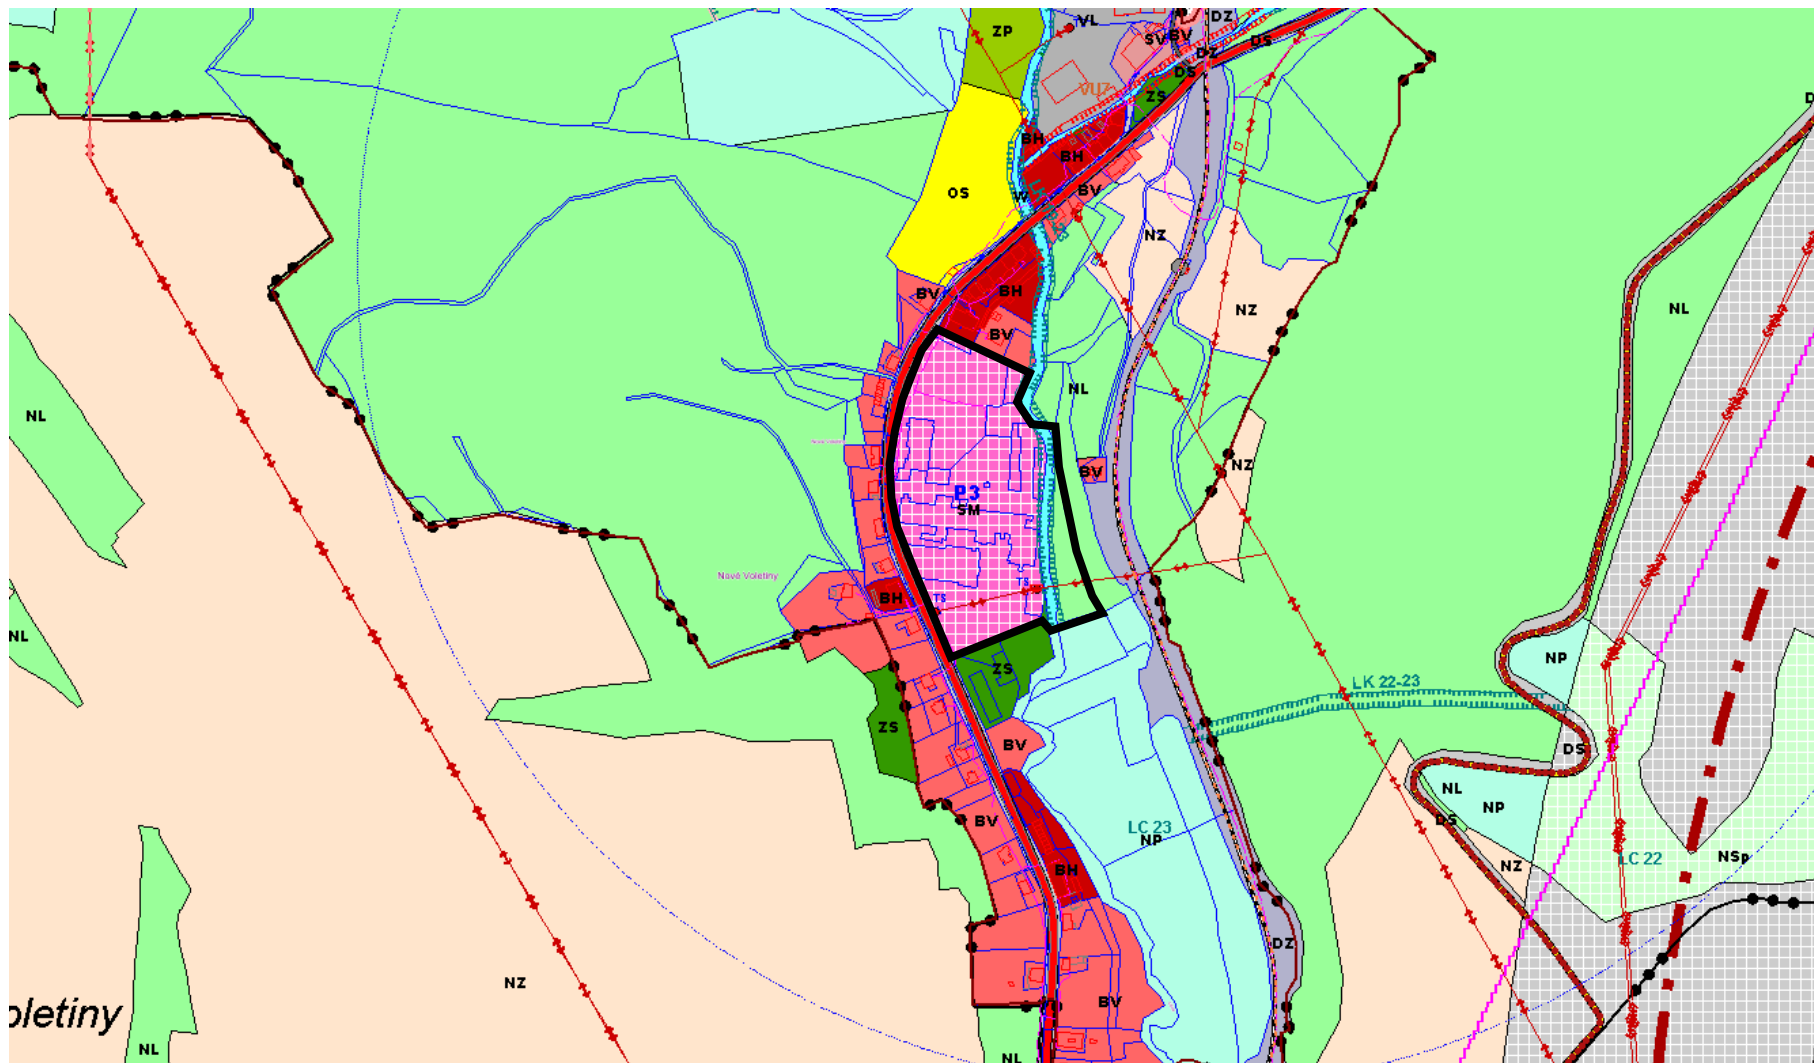 ZP
VL
DZ
SV
BV
DS
DZ
DS
VUZ
ZS
D
BH
BH
OS
W
BV
NZ
BV
BH
NZ
NL
BV
NL
NL
BV
NZ
P3
SM
Nové Voletiny
TS
TS
BH
NL
ZS
NP
LK 22-23
ZS
BV
DS
NL
NP
BV
DS
LC 23
NP
NSp
LC 22
NZ
BH
DZ
NZ
BV
oletiny
NL
NL